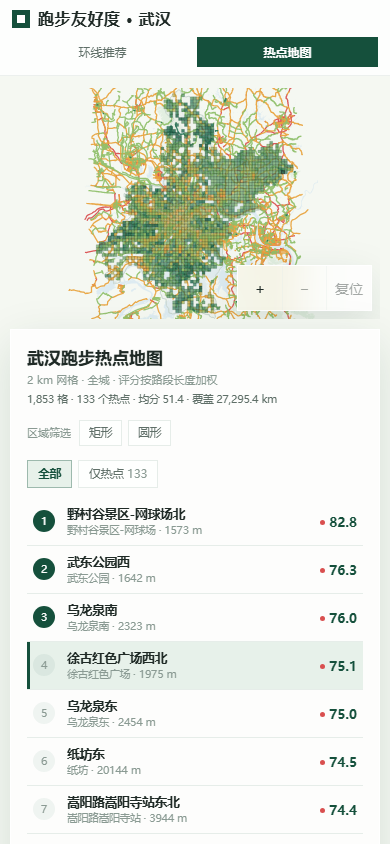 跑步友好度 • 武汉
环线推荐
热点地图
+
−
复位
武汉跑步热点地图
2 km 网格 · 全城 · 评分按路段长度加权
1,853 格 · 133 个热点 · 均分 51.4 · 覆盖 27,295.4 km
区域筛选
矩形
圆形
全部
仅热点 133
1
野村谷景区-网球场北
野村谷景区-网球场 · 1573 m
82.8
2
武东公园西
武东公园 · 1642 m
76.3
3
乌龙泉南
乌龙泉南 · 2323 m
76.0
4
徐古红色广场西北
徐古红色广场 · 1975 m
75.1
5
乌龙泉东
乌龙泉东 · 2454 m
75.0
6
纸坊东
纸坊 · 20144 m
74.5
7
嵩阳路嵩阳寺站东北
嵩阳路嵩阳寺站 · 3944 m
74.4